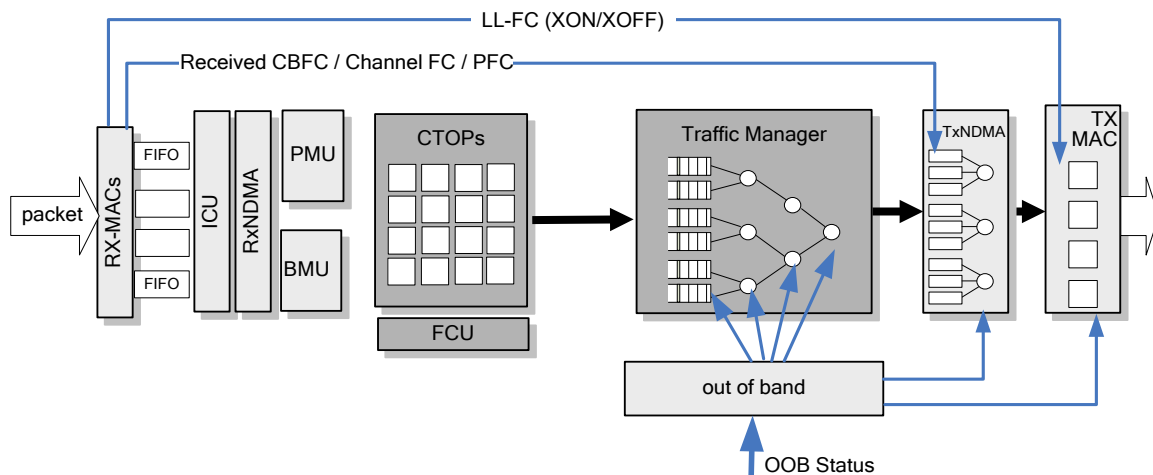 LL-FC (XON/XOFF)
Received CBFC / Channel FC / PFC
packet
RX-MACs
FIFO
FIFO
ICU
RxNDMA
PMU
BMU
CTOPs
FCU
Traffic Manager
TxNDMA
TX
MAC
out of band
OOB Status